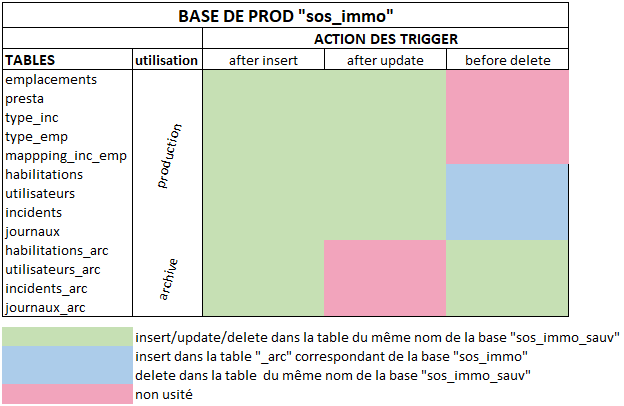 BASE DE PROD "sos_immo"
ACTION DES TRIGGER
TABLES utilisation after insert after update before delete
emplacements
presta
type_inc
type_emp
mappping_inc_emp
habilitations
utilisateurs
incidents
journaux
production
habilitations_arc
utilisateurs_arc
incidents_arc
journaux_arc
archive
insert/update/delete dans la table du même nom de la base "sos_immo_sauv"
insert dans la table "_arc" correspondant de la base "sos_immo"
delete dans la table du même nom de la base "sos_immo_sauv")
non usité